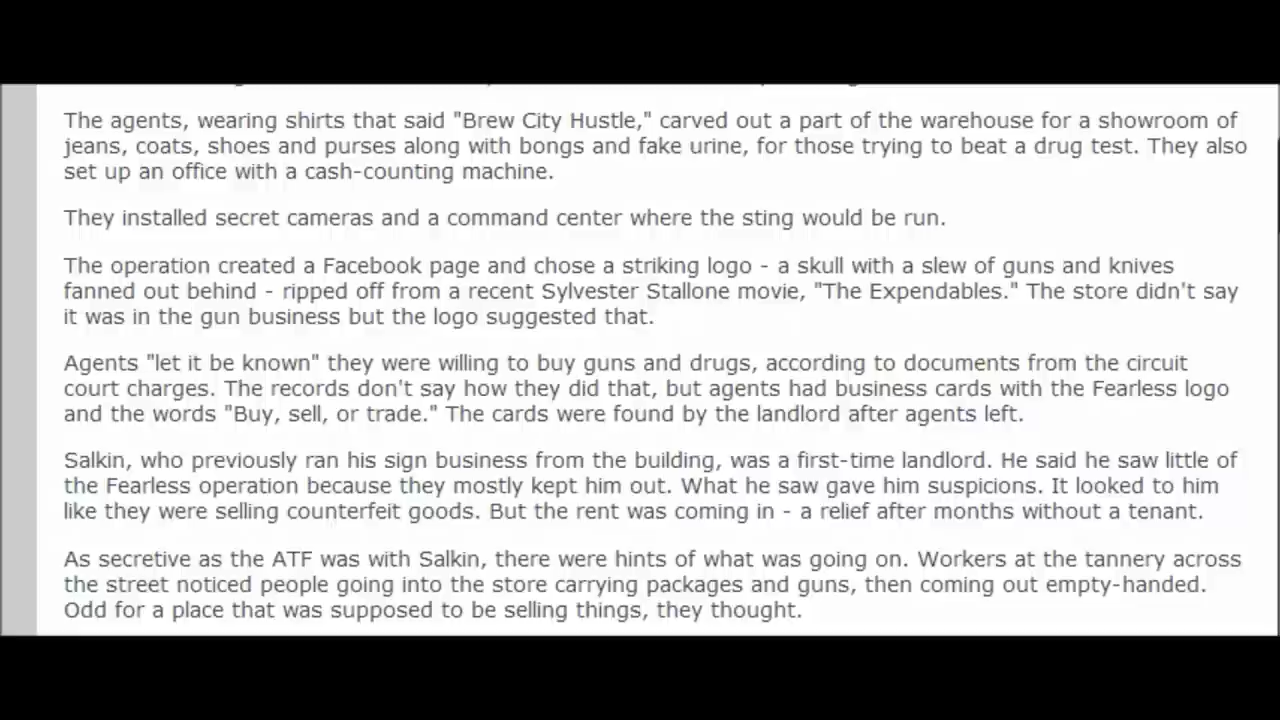 The agents, wearing shirts that said "Brew City Hustle," carved out a part of the warehouse for a showroom of
jeans, coats, shoes and purses along with bongs and fake urine, for those trying to beat a drug test. They also
set up an office with a cash-counting machine.
They installed secret cameras and a command center where the sting would be run.
The operation created a Facebook page and chose a striking logo - a skull with a slew of guns and knives
fanned out behind - ripped off from a recent Sylvester Stallone movie, "The Expendables." The store didn't say
it was in the gun business but the logo suggested that.
Agents "let it be known" they were willing to buy guns and drugs, according to documents from the circuit
court charges. The records don't say how they did that, but agents had business cards with the Fearless logo
and the words "Buy, sell, or trade." The cards were found by the landlord after agents left.
Salkin, who previously ran his sign business from the building, was a first-time landlord. He said he saw little of
the Fearless operation because they mostly kept him out. What he saw gave him suspicions. It looked to him
like they were selling counterfeit goods. But the rent was coming in - a relief after months without a tenant.
As secretive as the ATF was with Salkin, there were hints of what was going on. Workers at the tannery across
the street noticed people going into the store carrying packages and guns, then coming out empty-handed.
Odd for a place that was supposed to be selling things, they thought.